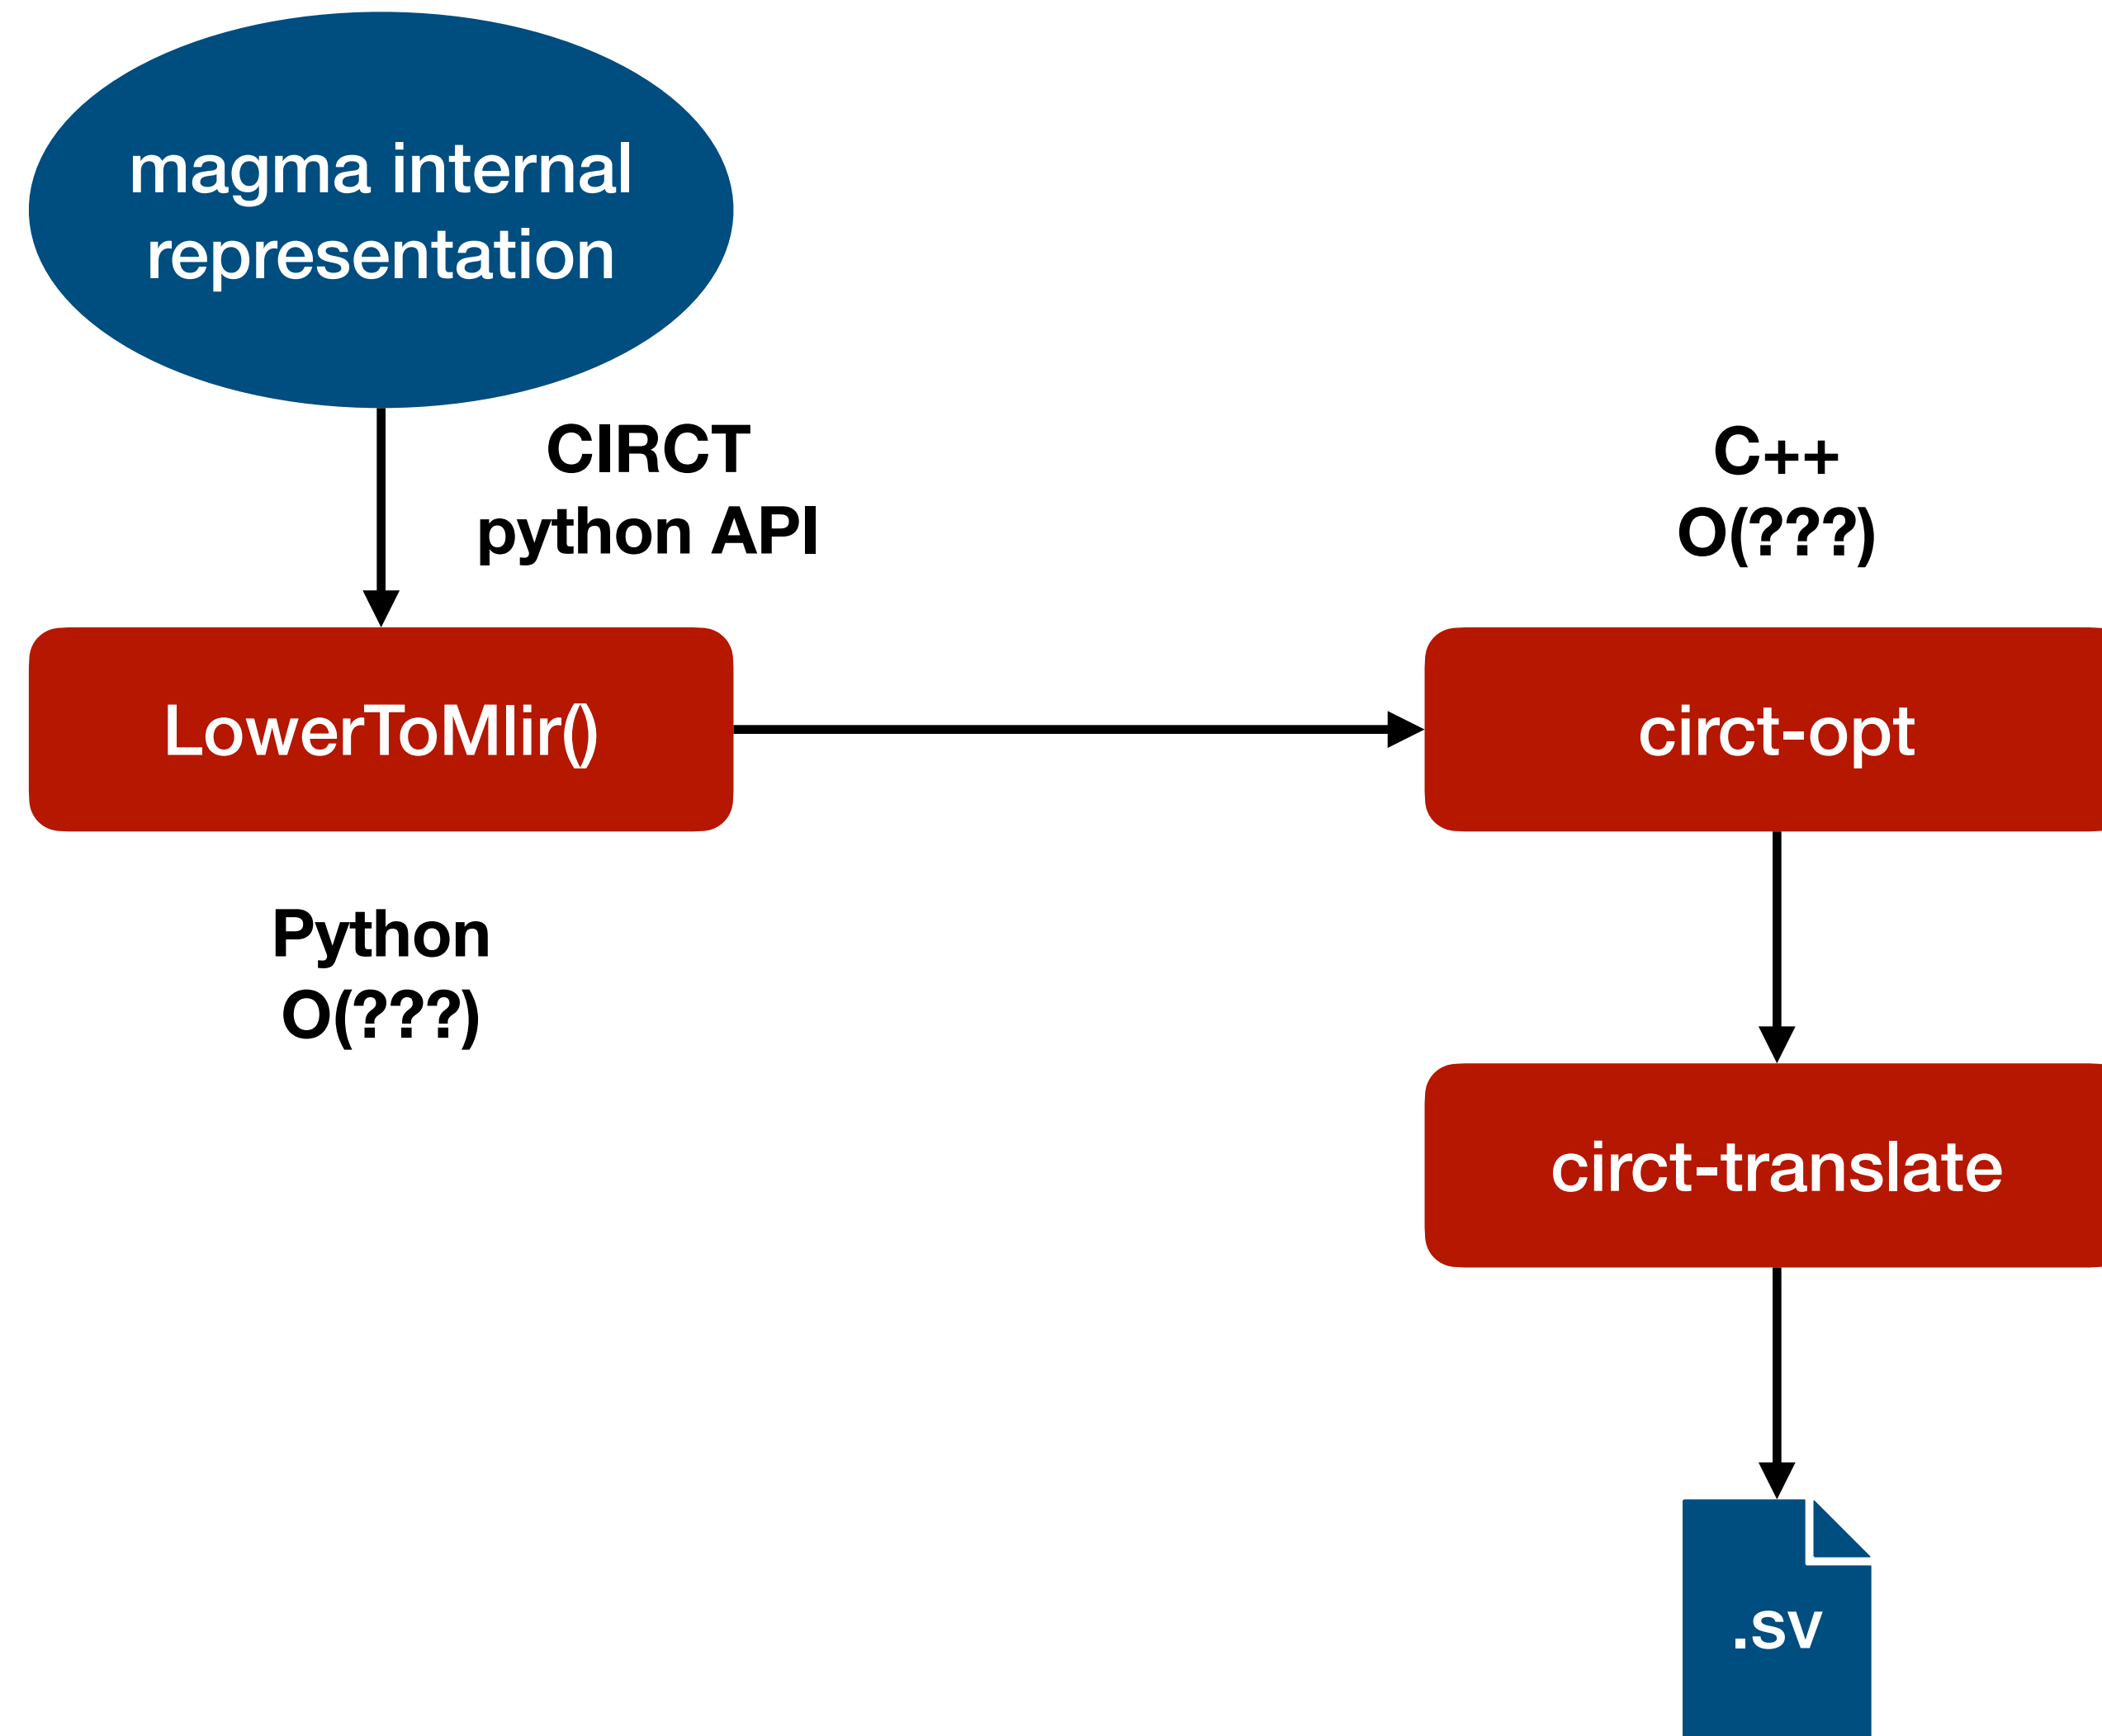 magma internal
representation
CIRCT
python API
C++
O(???)
LowerToMlir()
circt-opt
Python
O(???)
circt-translate
.sv